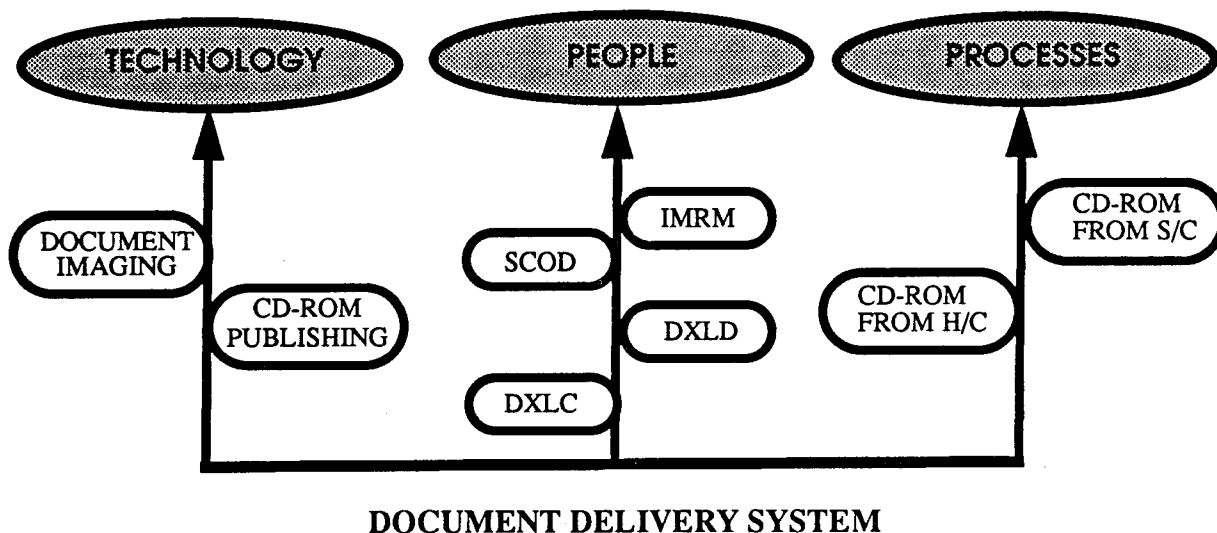 TECHNOLOGY
PEOPLE
PROCESSES
DOCUMENT
IMAGING
CD-ROM
PUBLISHING
IMRM
SCOD
DXLD
DXLC
CD-ROM
FROM S/C
CD-ROM
FROM H/C
DOCUMENT DELIVERY SYSTEM